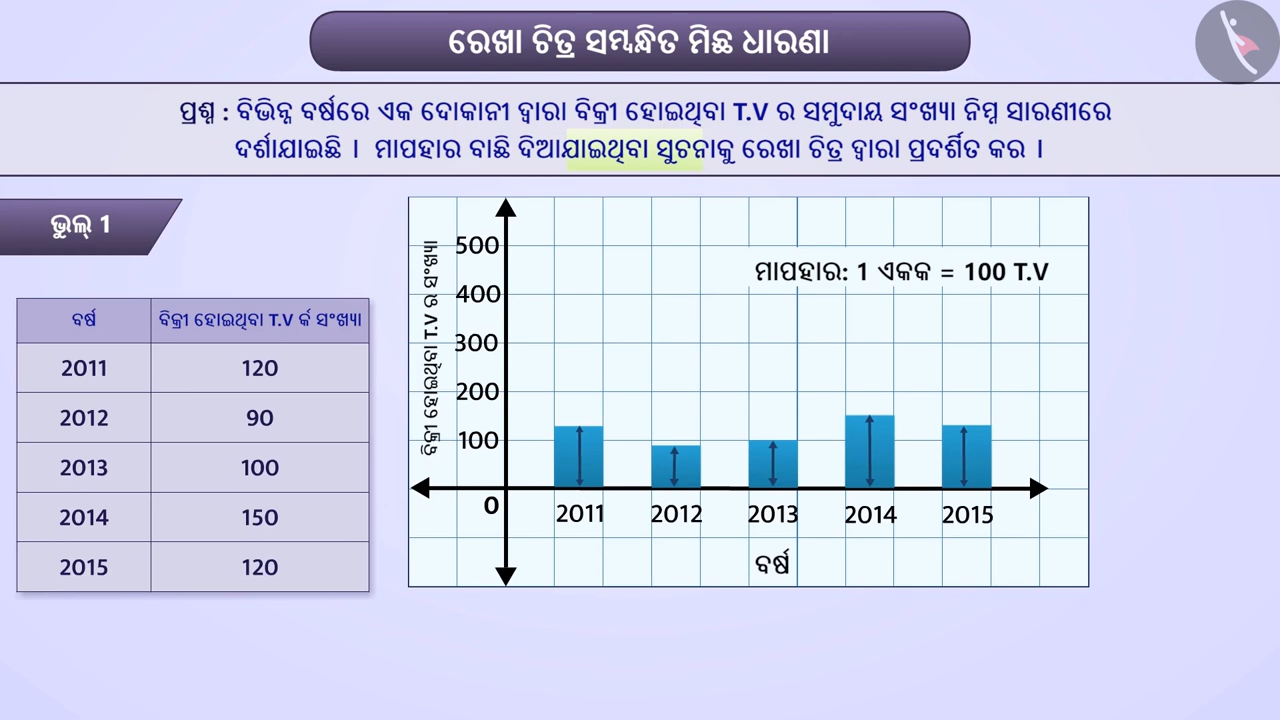 ରେଖା ଚିତ୍ର ସମ୍ବନ୍ଧିତ ମିଛ ଧାରଣା
ପ୍ରଶ୍ନ : ବିଭିନ୍ନ ବର୍ଷରେ ଏକ ଦୋକାନୀ ଦ୍ୱାରା ବିକ୍ରୀ ହୋଇଥିବା T.V ର ସମୁଦାୟ ସଂଖ୍ୟା ନିମ୍ନ ସାରଣୀରେ
ଦର୍ଶାଯାଇଛି । ମାପହାର ବାଛି ଦିଆଯାଇଥିବା ସୁଚନାକୁ ରେଖା ଚିତ୍ର ଦ୍ୱାରା ପ୍ରଦର୍ଶିତ କର ।
ଭୁଲ୍ 1
ବର୍ଷ ବିକ୍ରୀ ହୋଇଥିବା T.V ର୍କ ସଂଖ୍ୟା
2011 120
2012 90
2013 100
2014 150
2015 120
ବିକ୍ରୀ ହୋଇଥିବା T.V ର ସଂଖ୍ୟା
500
400
300
200
100
0
ମାପହାର: 1 ଏକକ = 100 T.V
2011 2012 2013 2014 2015
ବର୍ଷ